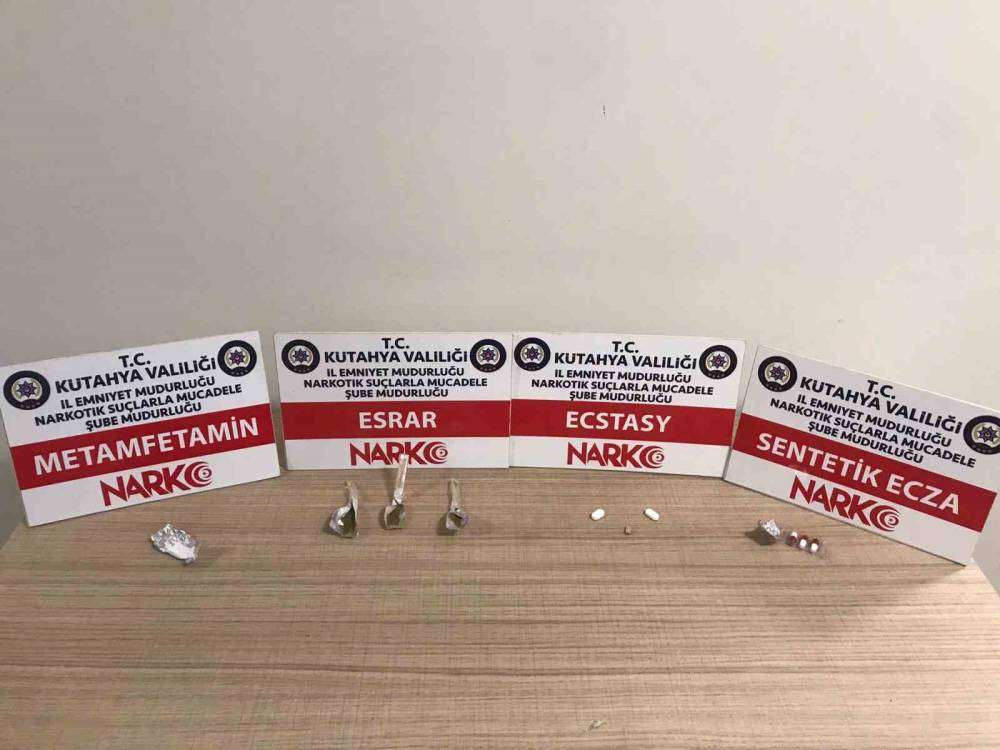 T.C.
KUTAHYA VALILIĞI
IL EMNIYET MUDURLUĞU
NARKOTIK SUÇLARLA MUCADELE
ŞUBE MUDURLUĞU
METAMFETAMİN
NARKO
T.C.
KUTAHYA VALILIĞI
IL EMNIYET MUDURLUĞU
NARKOTIK SUÇLARLA MUCADELE
ŞUBE MUDURLUĞU
ESRAR
NARKO
T.C.
KUTAHYA VALILIĞI
IL EMNIYET MUDURLUĞU
NARKOTIK SUÇLARLA MUCADELE
ŞUBE MUDURLUĞU
ECSTASY
NARKO
T.C.
KUTAHYA VALILIĞI
IL EMNIYET MUDURLUĞU
NARKOTIK SUÇLARLA MUCADELE
ŞUBE MUDURLUĞU
SENTETİK ECZA
NARKO